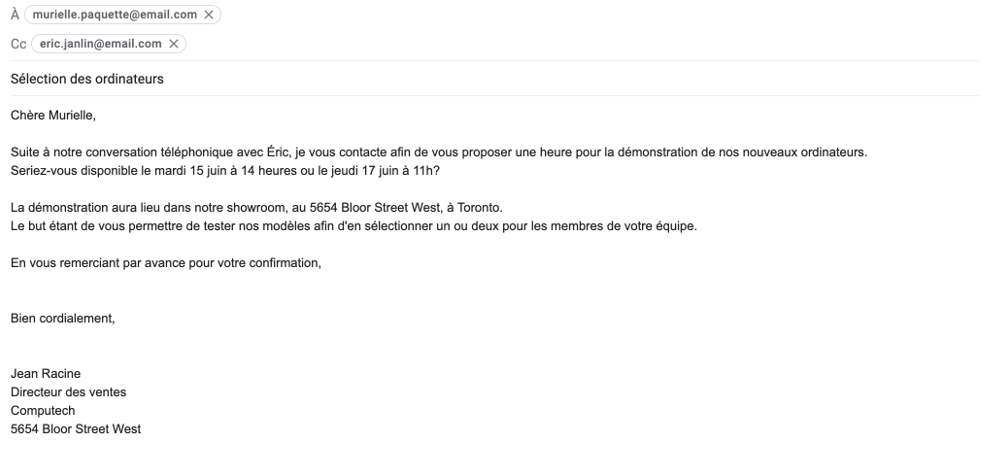 À murielle.paquette@email.com
Cc eric.janlin@email.com
Sélection des ordinateurs
Chère Murielle,
Suite à notre conversation téléphonique avec Éric, je vous contacte afin de vous proposer une heure pour la démonstration de nos nouveaux ordinateurs.
Seriez-vous disponible le mardi 15 juin à 14 heures ou le jeudi 17 juin à 11h?
La démonstration aura lieu dans notre showroom, au 5654 Bloor Street West, à Toronto.
Le but étant de vous permettre de tester nos modèles afin d'en sélectionner un ou deux pour les membres de votre équipe.
En vous remerciant par avance pour votre confirmation,
Bien cordialement,
Jean Racine
Directeur des ventes
Computech
5654 Bloor Street West